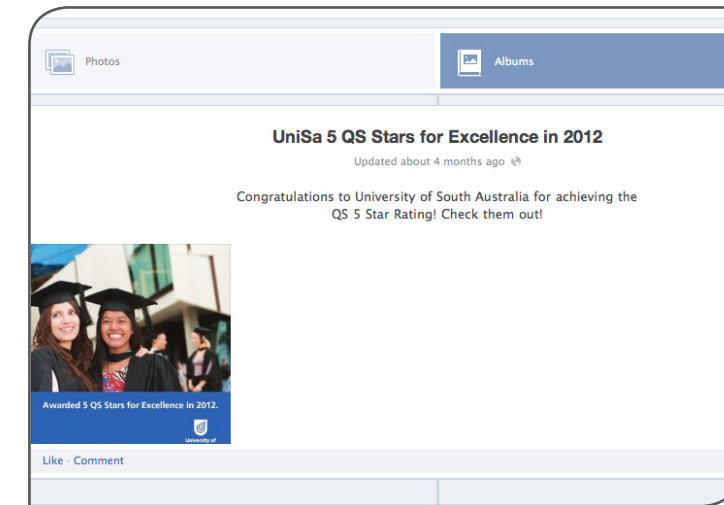 Photos
Albums
UniSa 5 QS Stars for Excellence in 2012
Updated about 4 months ago
Congratulations to University of South Australia for achieving the
QS 5 Star Rating! Check them out!
Awarded 5 QS Stars for Excellence in 2012.
University of
Like · Comment